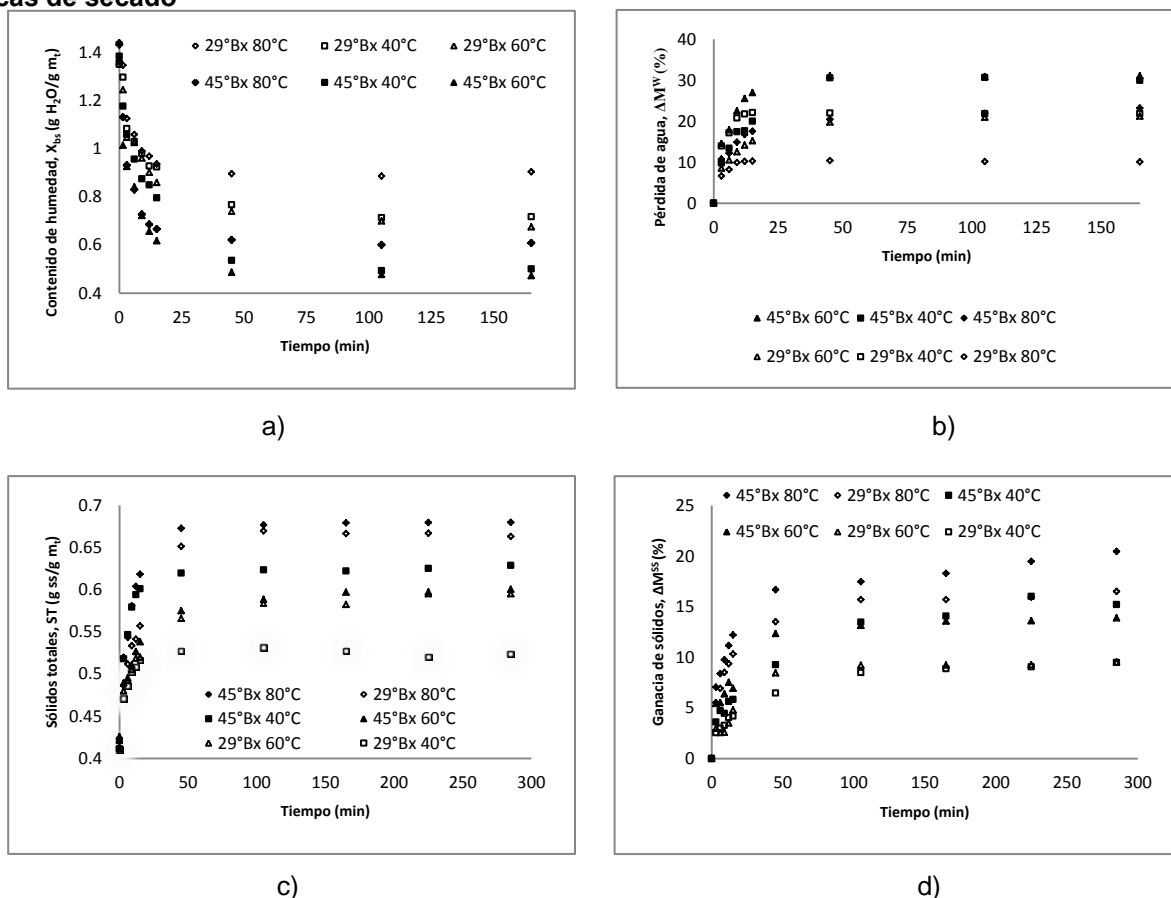 cas de secado
Contenido de humedad, Xbs (g H2O/g mt)
1.4
1.2
1
0.8
0.6
0.4
29°Bx 80°C 29°Bx 40°C 29°Bx 60°C
45°Bx 80°C 45°Bx 40°C 45°Bx 60°C
0 25 50 75 100 125 150
Tiempo (min)
a)
Pérdida de agua, ΔMW (%)
40
30
20
10
0
0 25 50 75 100 125 150
Tiempo (min)
45°Bx 60°C 45°Bx 40°C 45°Bx 80°C
29°Bx 60°C 29°Bx 40°C 29°Bx 80°C
b)
Sólidos totales, ST (g ss/g mt)
0.7
0.65
0.6
0.55
0.5
0.45
0.4
45°Bx 80°C 29°Bx 80°C
45°Bx 40°C 45°Bx 60°C
29°Bx 60°C 29°Bx 40°C
0 50 100 150 200 250 300
Tiempo (min)
c)
Ganacia de sólidos, ΔMSS (%)
45°Bx 80°C 29°Bx 80°C 45°Bx 40°C
45°Bx 60°C 29°Bx 60°C 29°Bx 40°C
25
20
15
10
5
0
0 50 100 150 200 250 300
Tiempo (min)
d)